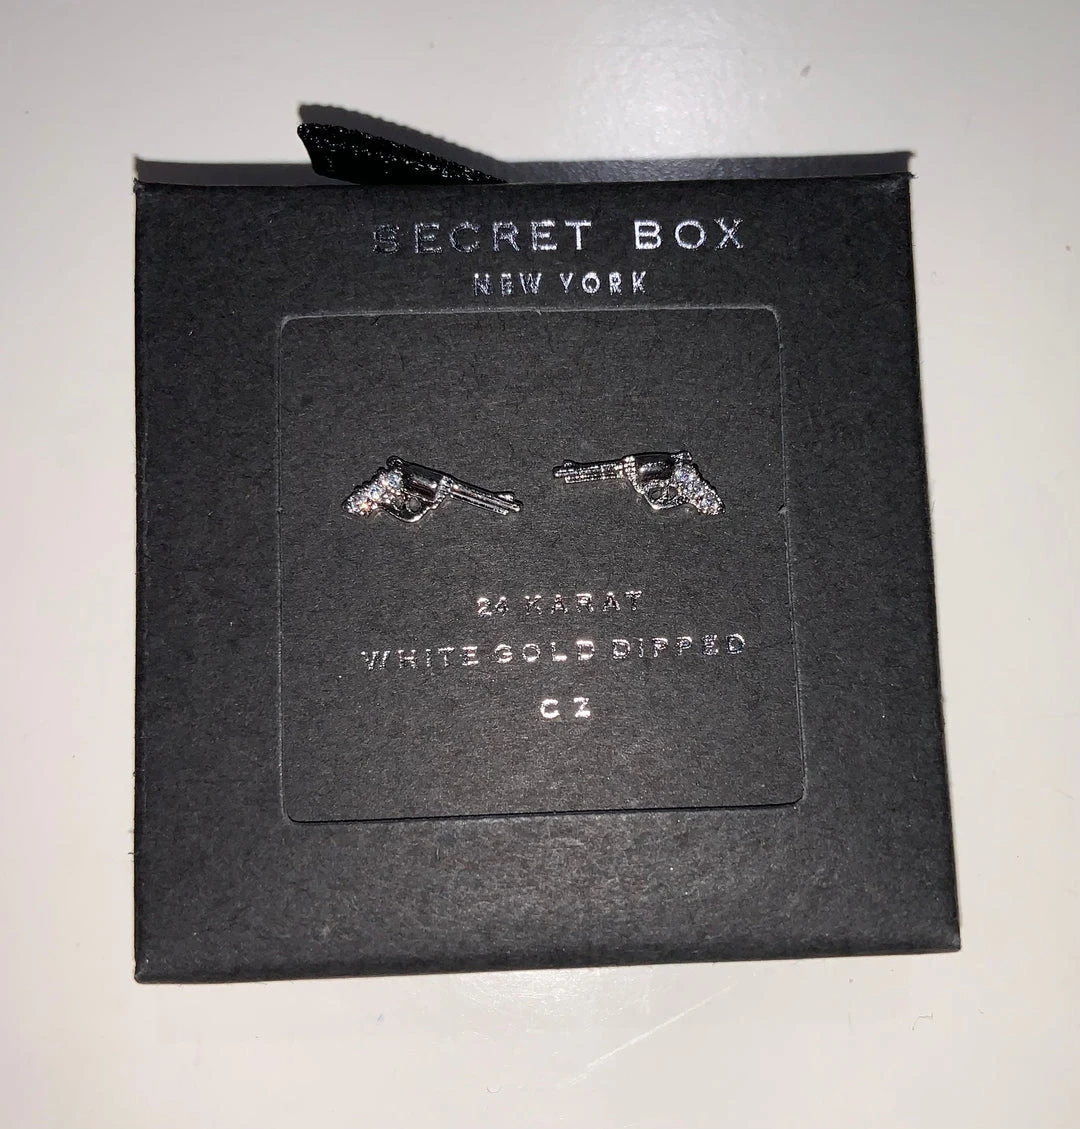 SECRET BOX
NEW YORK
24 KARAT
WHITE GOLD DIPPED
CZ